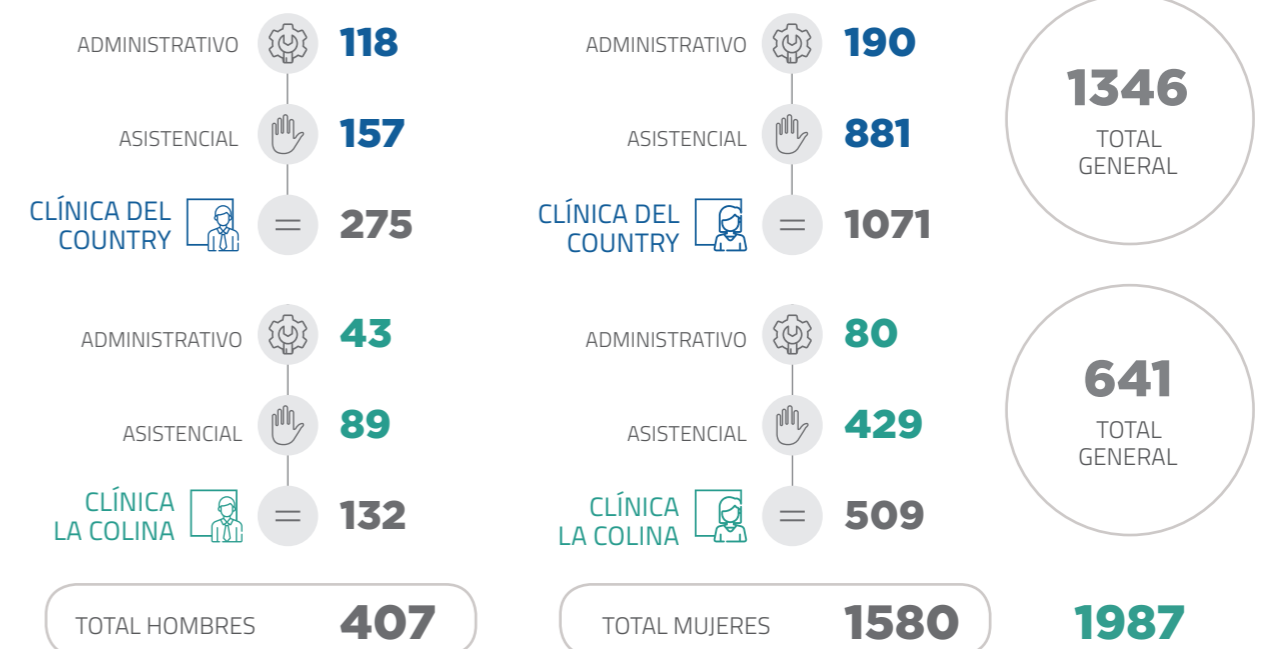 ADMINISTRATIVO 118
ASISTENCIAL 157
CLÍNICA DEL
COUNTRY = 275
ADMINISTRATIVO 190
ASISTENCIAL 881
CLÍNICA DEL
COUNTRY = 1071
1346
TOTAL
GENERAL
ADMINISTRATIVO 43
ASISTENCIAL 89
CLÍNICA
LA COLINA = 132
ADMINISTRATIVO 80
ASISTENCIAL 429
CLÍNICA
LA COLINA = 509
641
TOTAL
GENERAL
TOTAL HOMBRES 407
TOTAL MUJERES 1580
1987